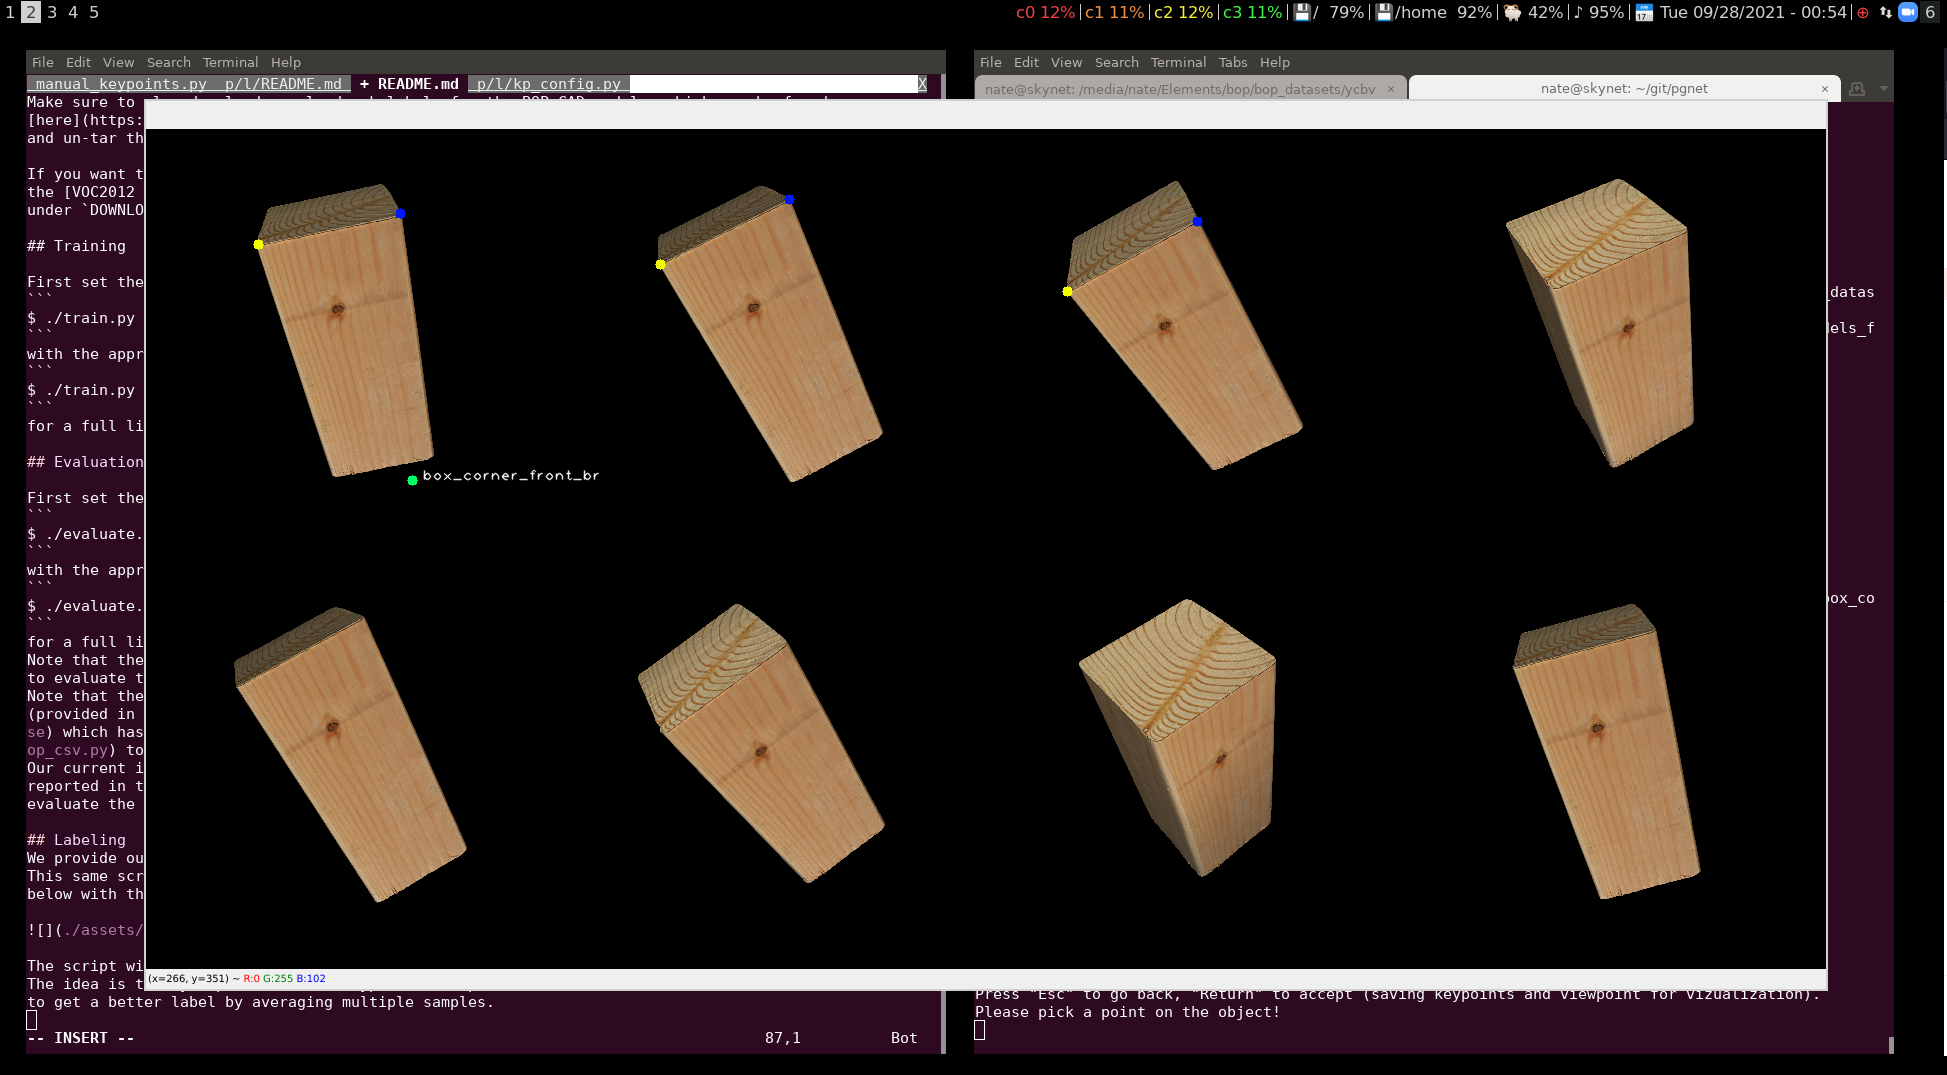 1 2 3 4 5
c0 12% c1 11% c2 12% c3 11% / 79% /home 92% 42% ♪ 95% Tue 09/28/2021 - 00:54 6
File Edit View Search Terminal Help
manual_keypoints.py p/l/README.md + README.md p/l/kp_config.py X
Make sure to
[here](https:
and un-tar th
If you want t
the [VOC2012
under `DOWNLO
## Training
First set the
```
$ ./train.py
```
with the appr
```
$ ./train.py
```
for a full li
## Evaluation
First set the
```
$ ./evaluate.
```
with the appr
```
$ ./evaluate.
```
for a full li
Note that the
to evaluate t
Note that the
(provided in
se) which has
op_csv.py) to
Our current i
reported in t
evaluate the
## Labeling
We provide ou
This same scr
below with th
![](./assets/
The script wi
The idea is t
to get a better label by averaging multiple samples.
-- INSERT -- 87,1 Bot
box_corner_front_br
(x=266, y=351) ~ R:0 G:255 B:102
File Edit View Search Terminal Tabs Help
nate@skynet: /media/nate/Elements/bop/bop_datasets/ycbv × nate@skynet: ~/git/pgnet ×
_datas
dels_f
box_co
Press "Esc" to go back, "Return" to accept (saving keypoints and viewpoint for vizualization).
Please pick a point on the object!